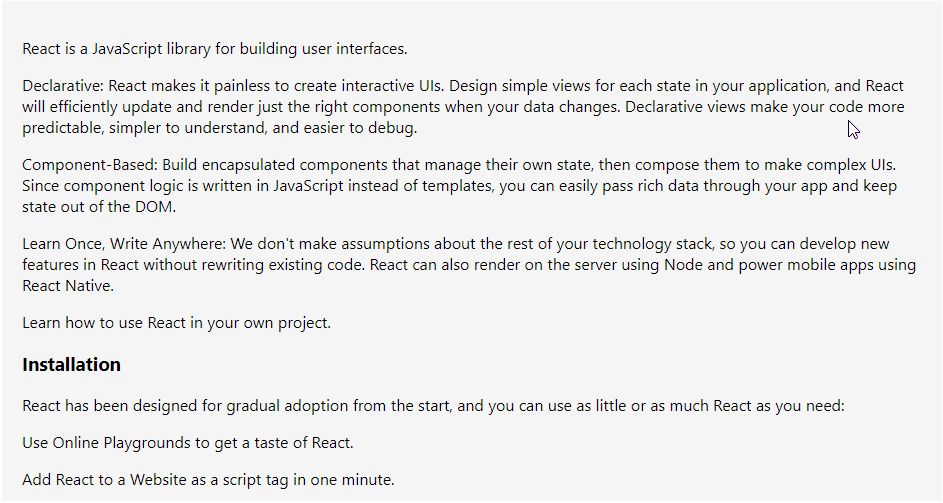 React is a JavaScript library for building user interfaces.
Declarative: React makes it painless to create interactive UIs. Design simple views for each state in your application, and React
will efficiently update and render just the right components when your data changes. Declarative views make your code more
predictable, simpler to understand, and easier to debug.
Component-Based: Build encapsulated components that manage their own state, then compose them to make complex UIs.
Since component logic is written in JavaScript instead of templates, you can easily pass rich data through your app and keep
state out of the DOM.
Learn Once, Write Anywhere: We don't make assumptions about the rest of your technology stack, so you can develop new
features in React without rewriting existing code. React can also render on the server using Node and power mobile apps using
React Native.
Learn how to use React in your own project.
Installation
React has been designed for gradual adoption from the start, and you can use as little or as much React as you need:
Use Online Playgrounds to get a taste of React.
Add React to a Website as a script tag in one minute.